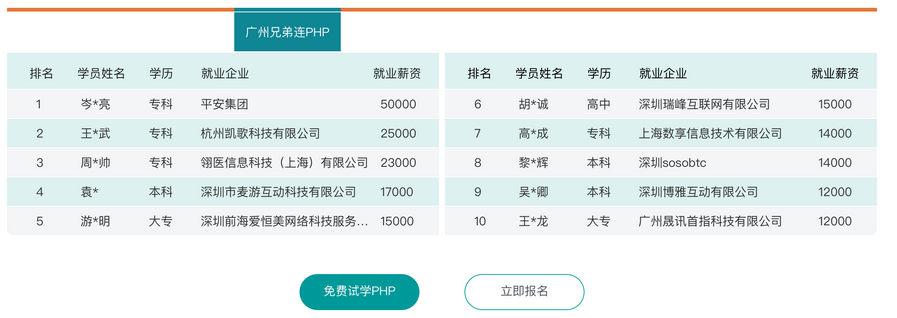 广州兄弟连PHP
排名 学员姓名 学历 就业企业 就业薪资
1 岑*亮 专科 平安集团 50000
2 王*武 专科 杭州凯歌科技有限公司 25000
3 周*帅 专科 翎医信息科技（上海）有限公司 23000
4 袁* 本科 深圳市麦游互动科技有限公司 17000
5 游*明 大专 深圳前海爱恒美网络科技服务... 15000
排名 学员姓名 学历 就业企业 就业薪资
6 胡*诚 高中 深圳瑞峰互联网有限公司 15000
7 高*成 专科 上海数享信息技术有限公司 14000
8 黎*辉 本科 深圳sosobtc 14000
9 吴*卿 本科 深圳博雅互动有限公司 12000
10 王*龙 大专 广州晟讯首指科技有限公司 12000
免费试学PHP
立即报名